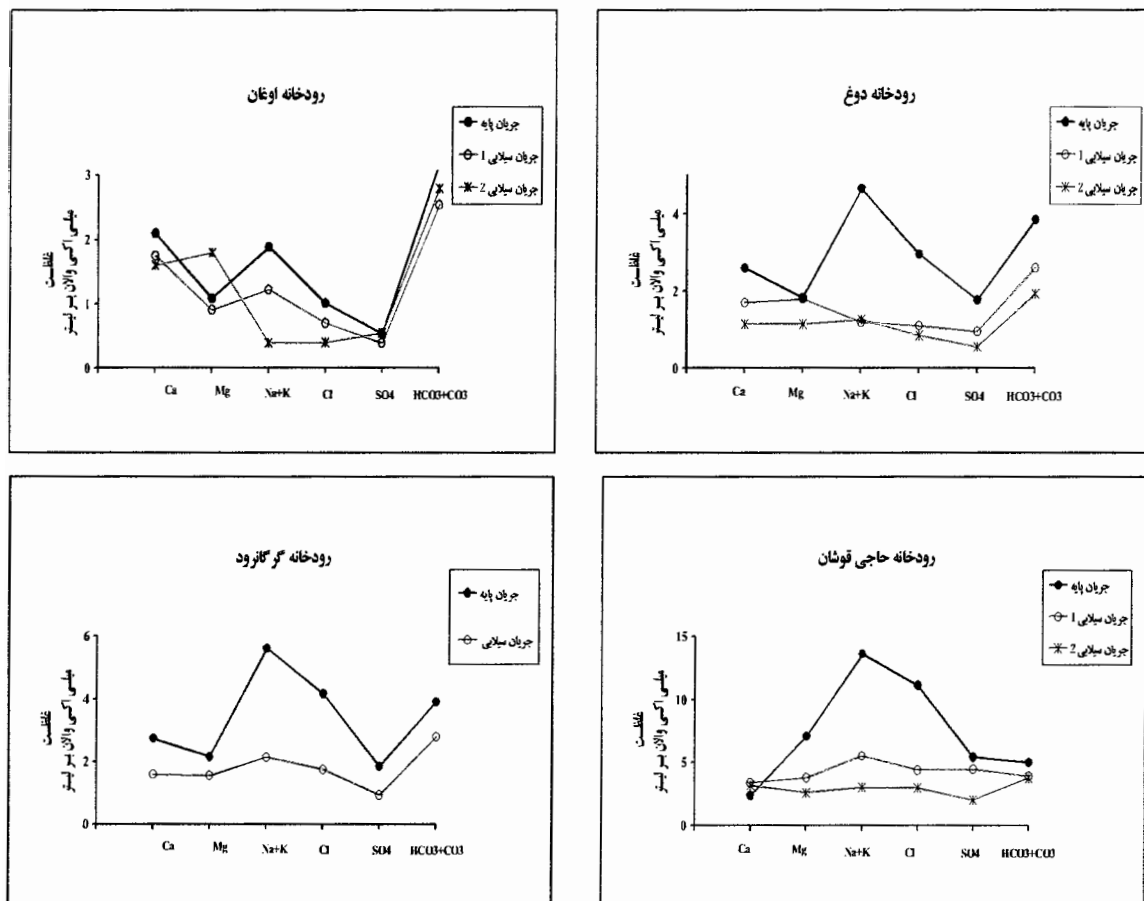 رودخانه اوغان
جریان پایه
جریان سیلابی 1
جریان سیلابی 2
غلظت
میلی اکی والان بر لیتر
3
2
1
0
Ca Mg Na+K Cl SO4 HCO3+CO3
رودخانه دوغ
جریان پایه
جریان سیلابی 1
جریان سیلابی 2
غلظت
میلی اکی والان بر لیتر
4
2
0
Ca Mg Na+K Cl SO4 HCO3+CO3
رودخانه گرگانرود
جریان پایه
جریان سیلابی
غلظت
میلی اکی والان بر لیتر
6
4
2
0
Ca Mg Na+K Cl SO4 HCO3+CO3
رودخانه حاجی قوشان
جریان پایه
جریان سیلابی 1
جریان سیلابی 2
غلظت
میلی اکی والان بر لیتر
15
10
5
0
Ca Mg Na+K Cl SO4 HCO3+CO3